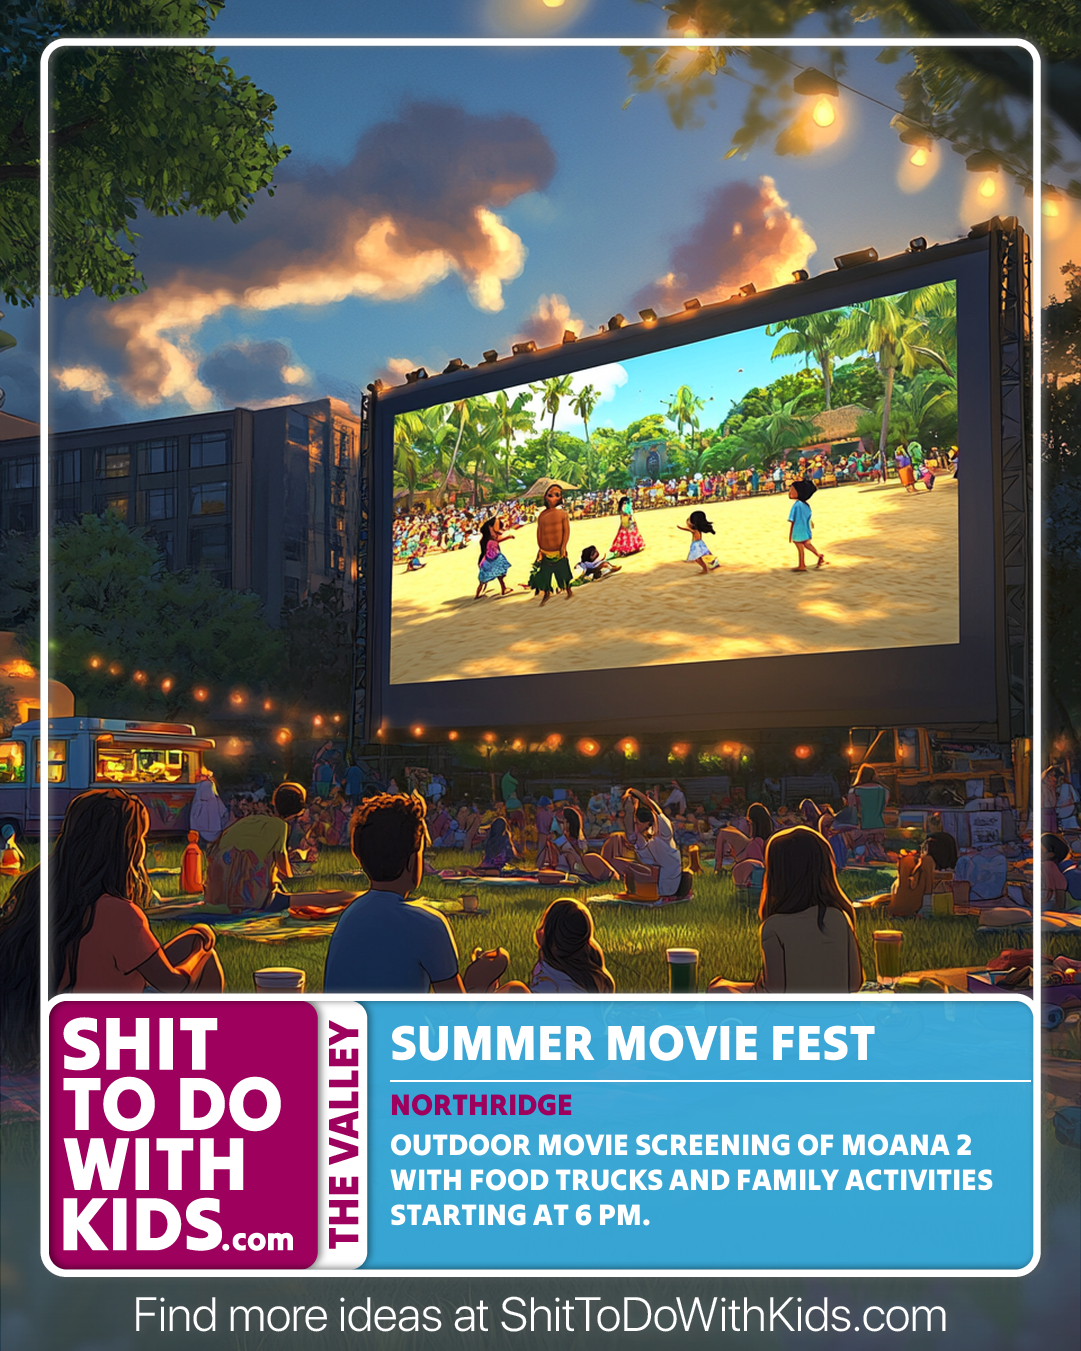 SHIT
TO DO
WITH
KIDS.com
THE VALLEY
SUMMER MOVIE FEST
NORTHRIDGE
OUTDOOR MOVIE SCREENING OF MOANA 2
WITH FOOD TRUCKS AND FAMILY ACTIVITIES
STARTING AT 6 PM.
Find more ideas at ShitToDoWithKids.com